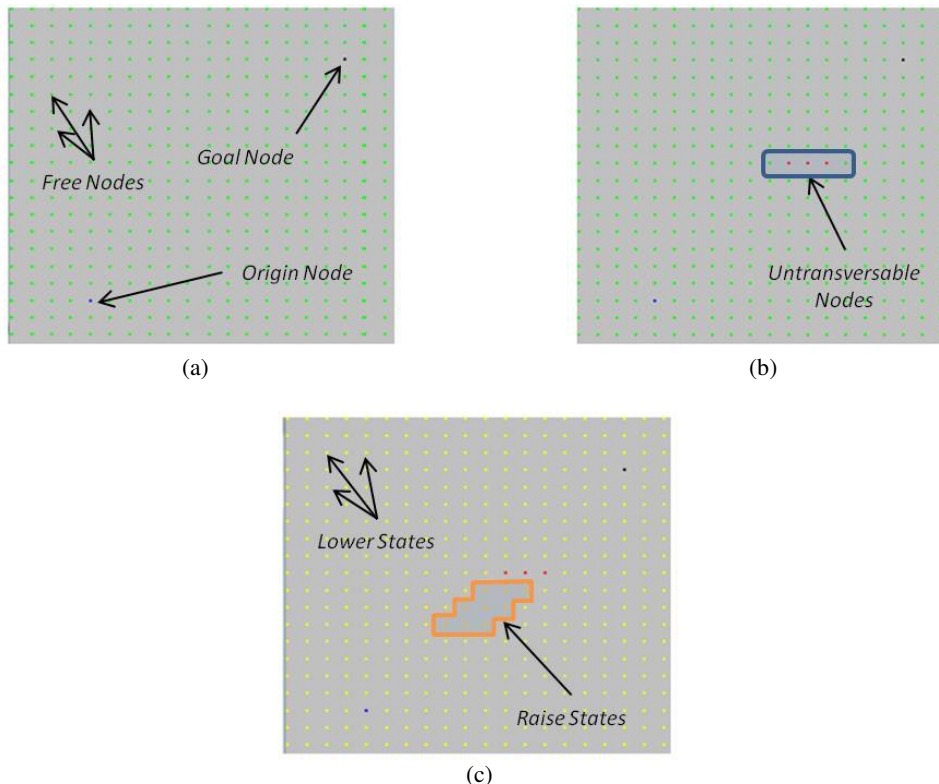 Goal Node
Free Nodes
Origin Node
(a)
Untransversable
Nodes
(b)
Lower States
Raise States
(c)